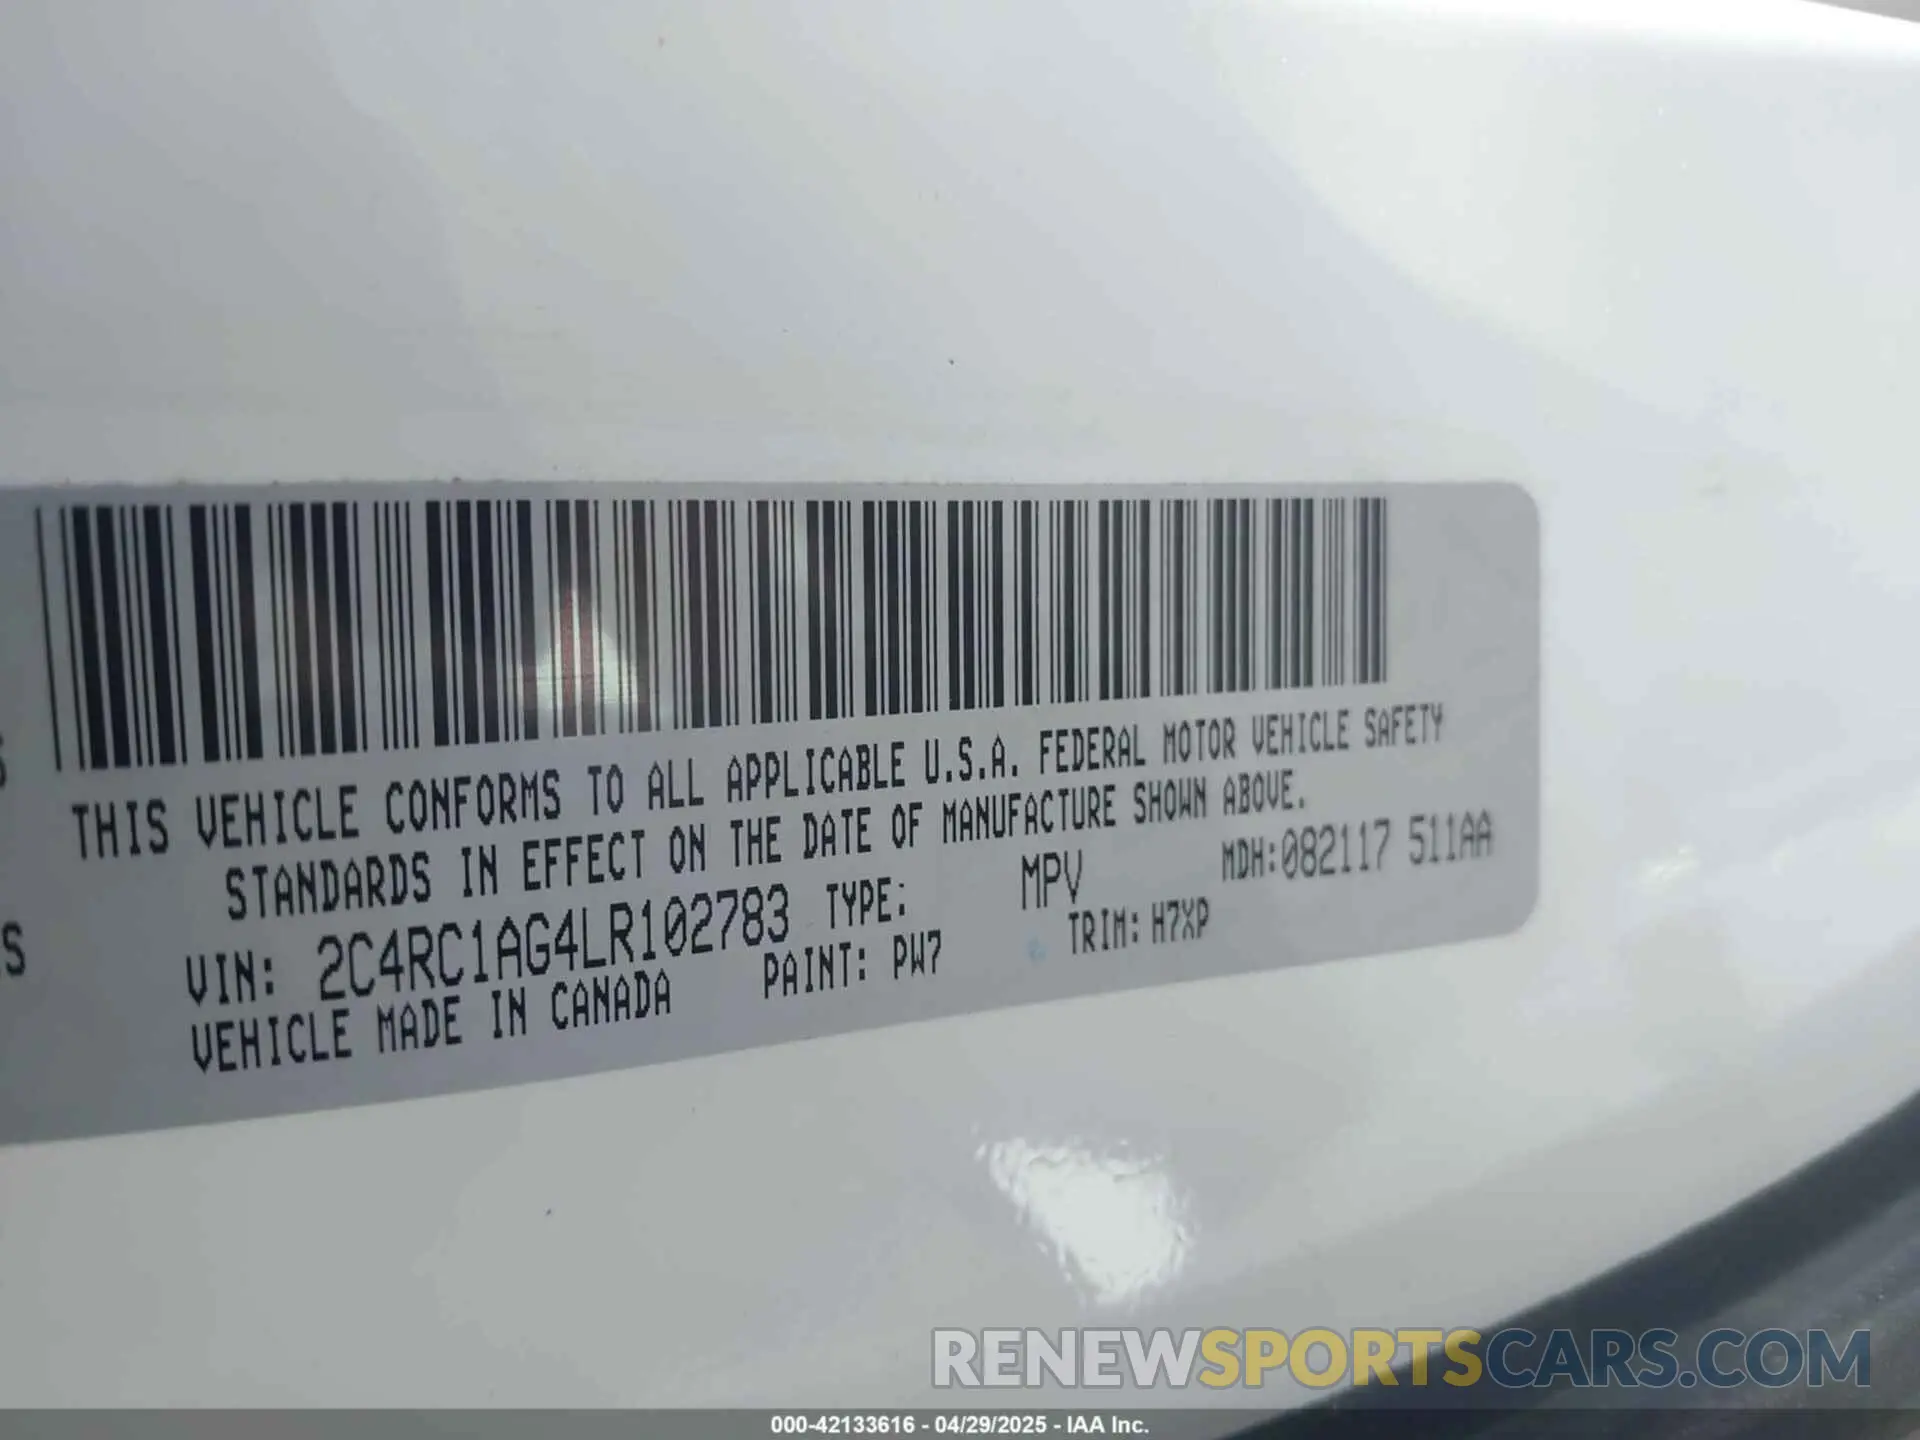 THIS VEHICLE CONFORMS TO ALL APPLICABLE U.S.A. FEDERAL MOTOR VEHICLE SAFETY
STANDARDS IN EFFECT ON THE DATE OF MANUFACTURE SHOWN ABOVE.
MDH:082117 511AA
VIN: 2C4RC1AG4LR102783 TYPE: MPV
VEHICLE MADE IN CANADA PAINT: PW7 TRIM: H7XP
RENEWSPORTSCARS.COM
000-42133616 - 04/29/2025 - IAA Inc.